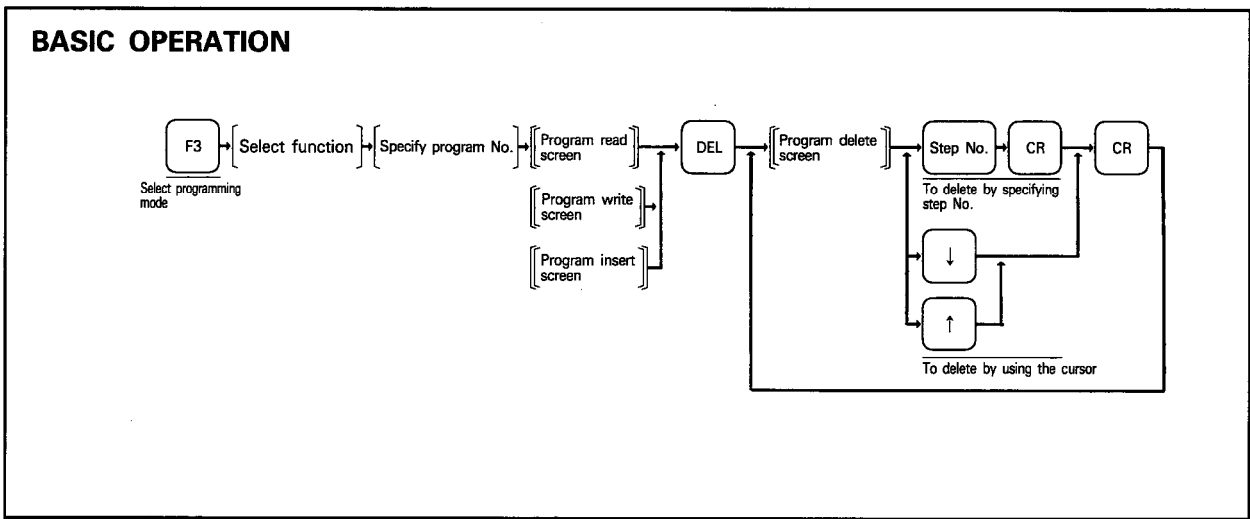 BASIC OPERATION
F3
Select programming
mode
Select function
Specify program No.
Program read
screen
Program write
screen
Program insert
screen
DEL
Program delete
screen
Step No.
CR
To delete by specifying
step No.
↓
↑
To delete by using the cursor
CR